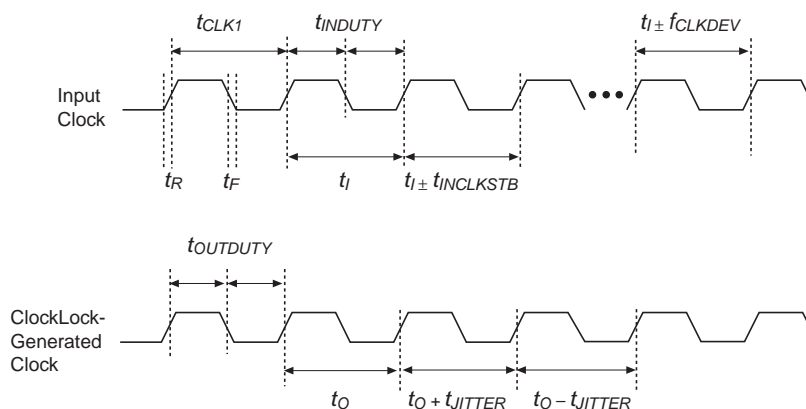 tCLK1
tINDUTY
tI ± fCLKDEV
Input
Clock
tR
tF
tI
tI ± tINCLKSTB
tOUTDUTY
ClockLock-
Generated
Clock
tO
tO + tJITTER
tO – tJITTER